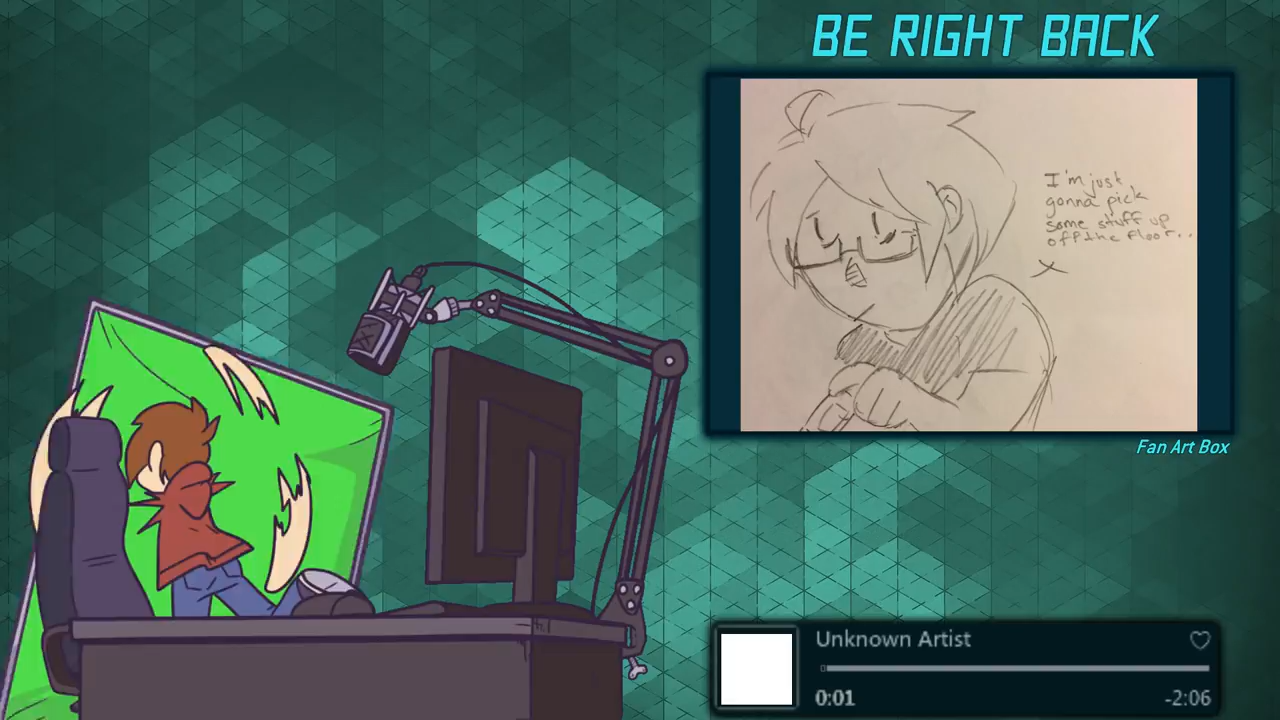 BE RIGHT BACK
I'm just
gonna pick
some stuff up
off the floor..
Fan Art Box
Unknown Artist
0:01
-2:06